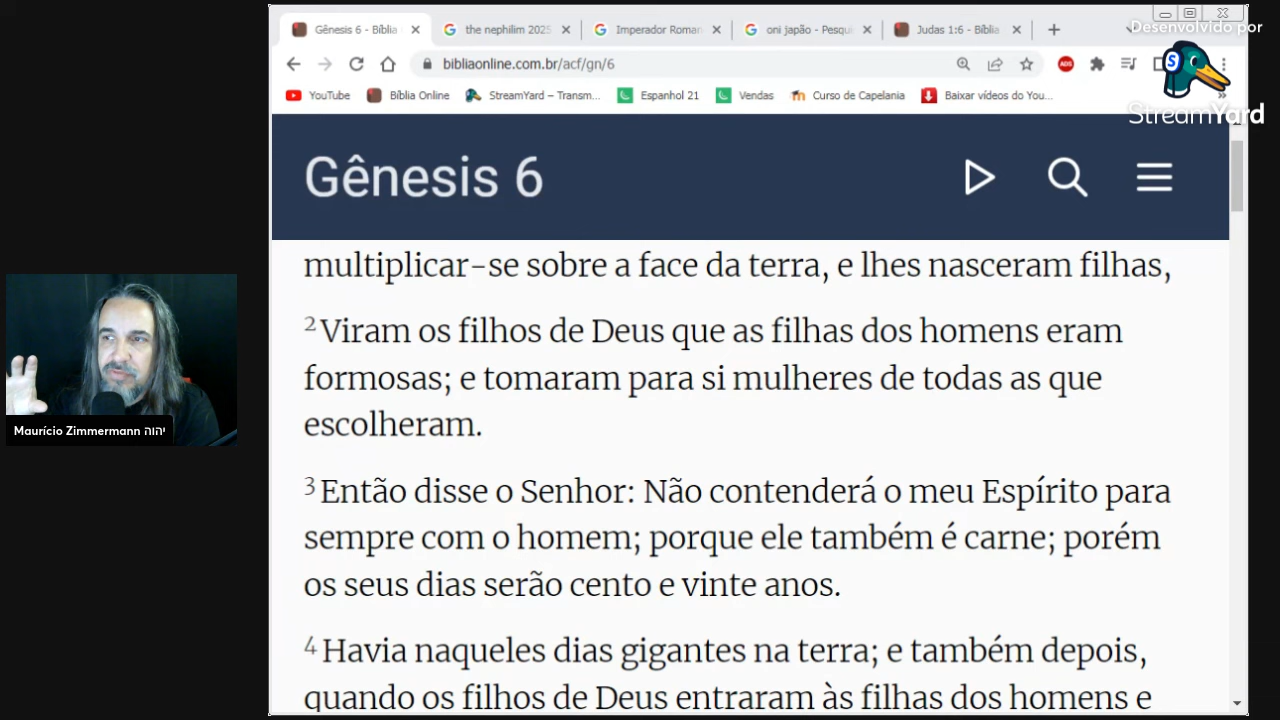 Gênesis 6 - Bíblia
the nephilim 2025
Imperador Roman
oni japão - Pesqui
Judas 1:6 - Bíblia
Desenvolvido por
bibliaonline.com.br/acf/gn/6
YouTube
Bíblia Online
StreamYard – Transm...
Espanhol 21
Vendas
Curso de Capelania
Baixar vídeos do You...
StreamYard
Gênesis 6
multiplicar-se sobre a face da terra, e lhes nasceram filhas,
2 Viram os filhos de Deus que as filhas dos homens eram
formosas; e tomaram para si mulheres de todas as que
escolheram.
3 Então disse o Senhor: Não contenderá o meu Espírito para
sempre com o homem; porque ele também é carne; porém
os seus dias serão cento e vinte anos.
4 Havia naqueles dias gigantes na terra; e também depois,
quando os filhos de Deus entraram às filhas dos homens e
Maurício Zimmermann יהוה